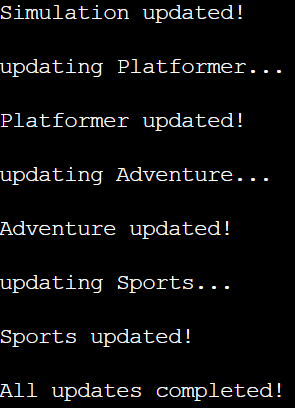 Simulation updated!
updating Platformer...
Platformer updated!
updating Adventure...
Adventure updated!
updating Sports...
Sports updated!
All updates completed!